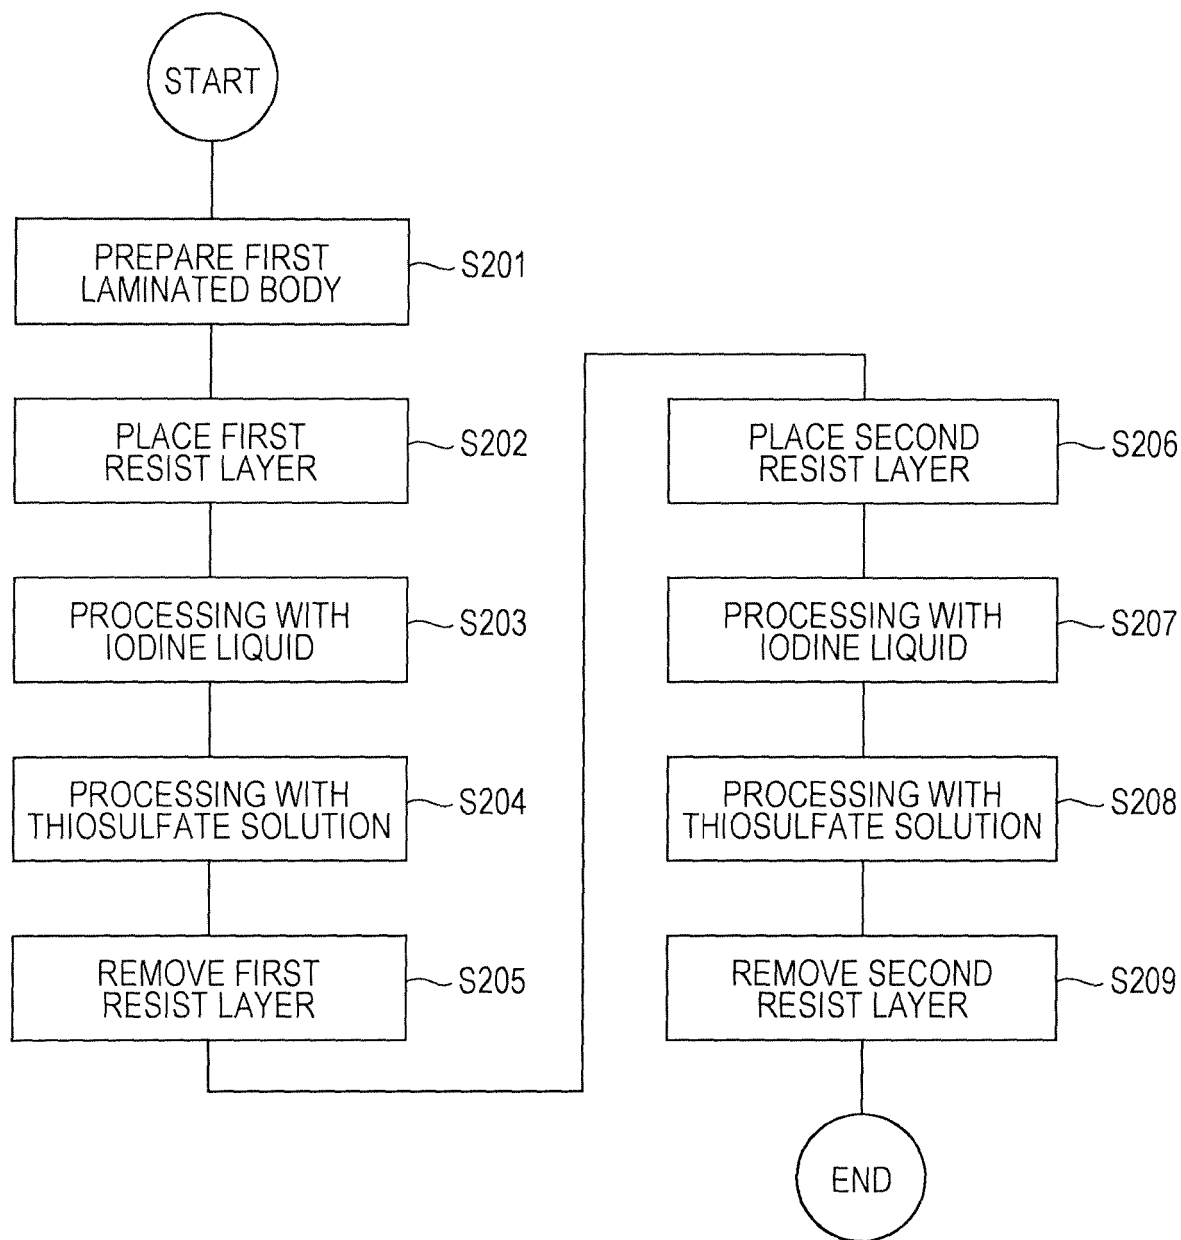 START
PREPARE FIRST
LAMINATED BODY
S201
PLACE FIRST
RESIST LAYER
S202
PROCESSING WITH
IODINE LIQUID
S203
PROCESSING WITH
THIOSULFATE SOLUTION
S204
REMOVE FIRST
RESIST LAYER
S205
PLACE SECOND
RESIST LAYER
S206
PROCESSING WITH
IODINE LIQUID
S207
PROCESSING WITH
THIOSULFATE SOLUTION
S208
REMOVE SECOND
RESIST LAYER
S209
END